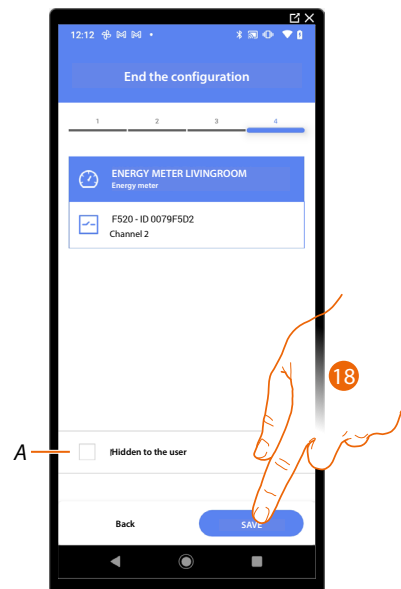 12:12
End the configuration
1 2 3 4
ENERGY METER LIVINGROOM
Energy meter
F520 - ID 0079F5D2
Channel 2
18
A
Hidden to the user
Back
SAVE